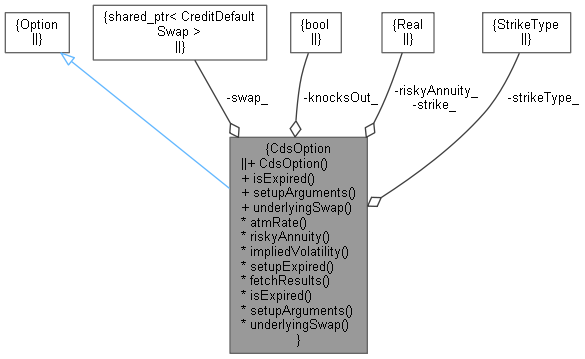 {Option
||}
{shared_ptr< CreditDefault
Swap >
||}
{bool
||}
{Real
||}
{StrikeType
||}
-swap_
-knocksOut_
-riskyAnnuity_
-strike_
-strikeType_
{CdsOption
||+ CdsOption()
+ isExpired()
+ setupArguments()
+ underlyingSwap()
* atmRate()
* riskyAnnuity()
* impliedVolatility()
* setupExpired()
* fetchResults()
* isExpired()
* setupArguments()
* underlyingSwap()
}